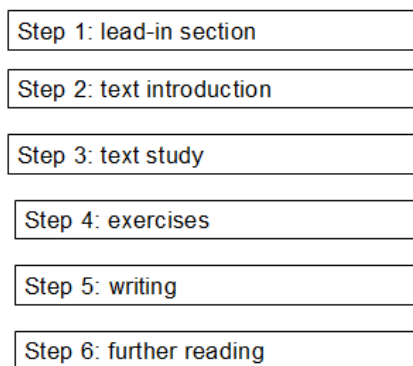 Step 1: lead-in section
Step 2: text introduction
Step 3: text study
Step 4: exercises
Step 5: writing
Step 6: further reading